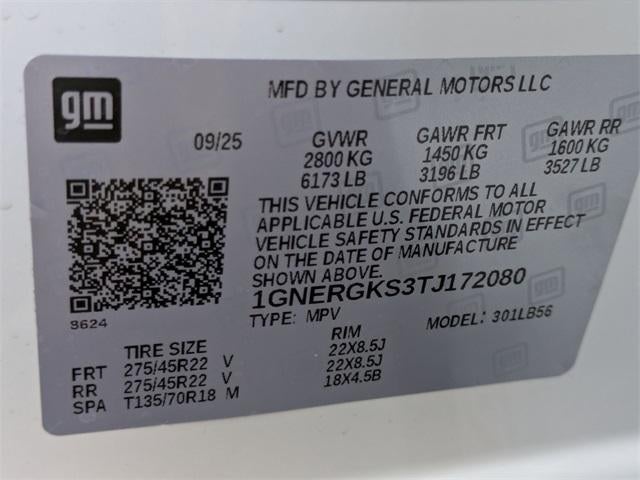 gm
MFD BY GENERAL MOTORS LLC
09/25 GVWR GAWR FRT GAWR RR
2800 KG 1450 KG 1600 KG
6173 LB 3196 LB 3527 LB
THIS VEHICLE CONFORMS TO ALL
APPLICABLE U.S. FEDERAL MOTOR
VEHICLE SAFETY STANDARDS IN EFFECT
ON THE DATE OF MANUFACTURE
SHOWN ABOVE.
1GNERGKS3TJ172080
3624
TYPE: MPV MODEL: 301LB56
TIRE SIZE RIM
FRT 275/45R22 V 22X8.5J
RR 275/45R22 V 22X8.5J
SPA T135/70R18 M 18X4.5B